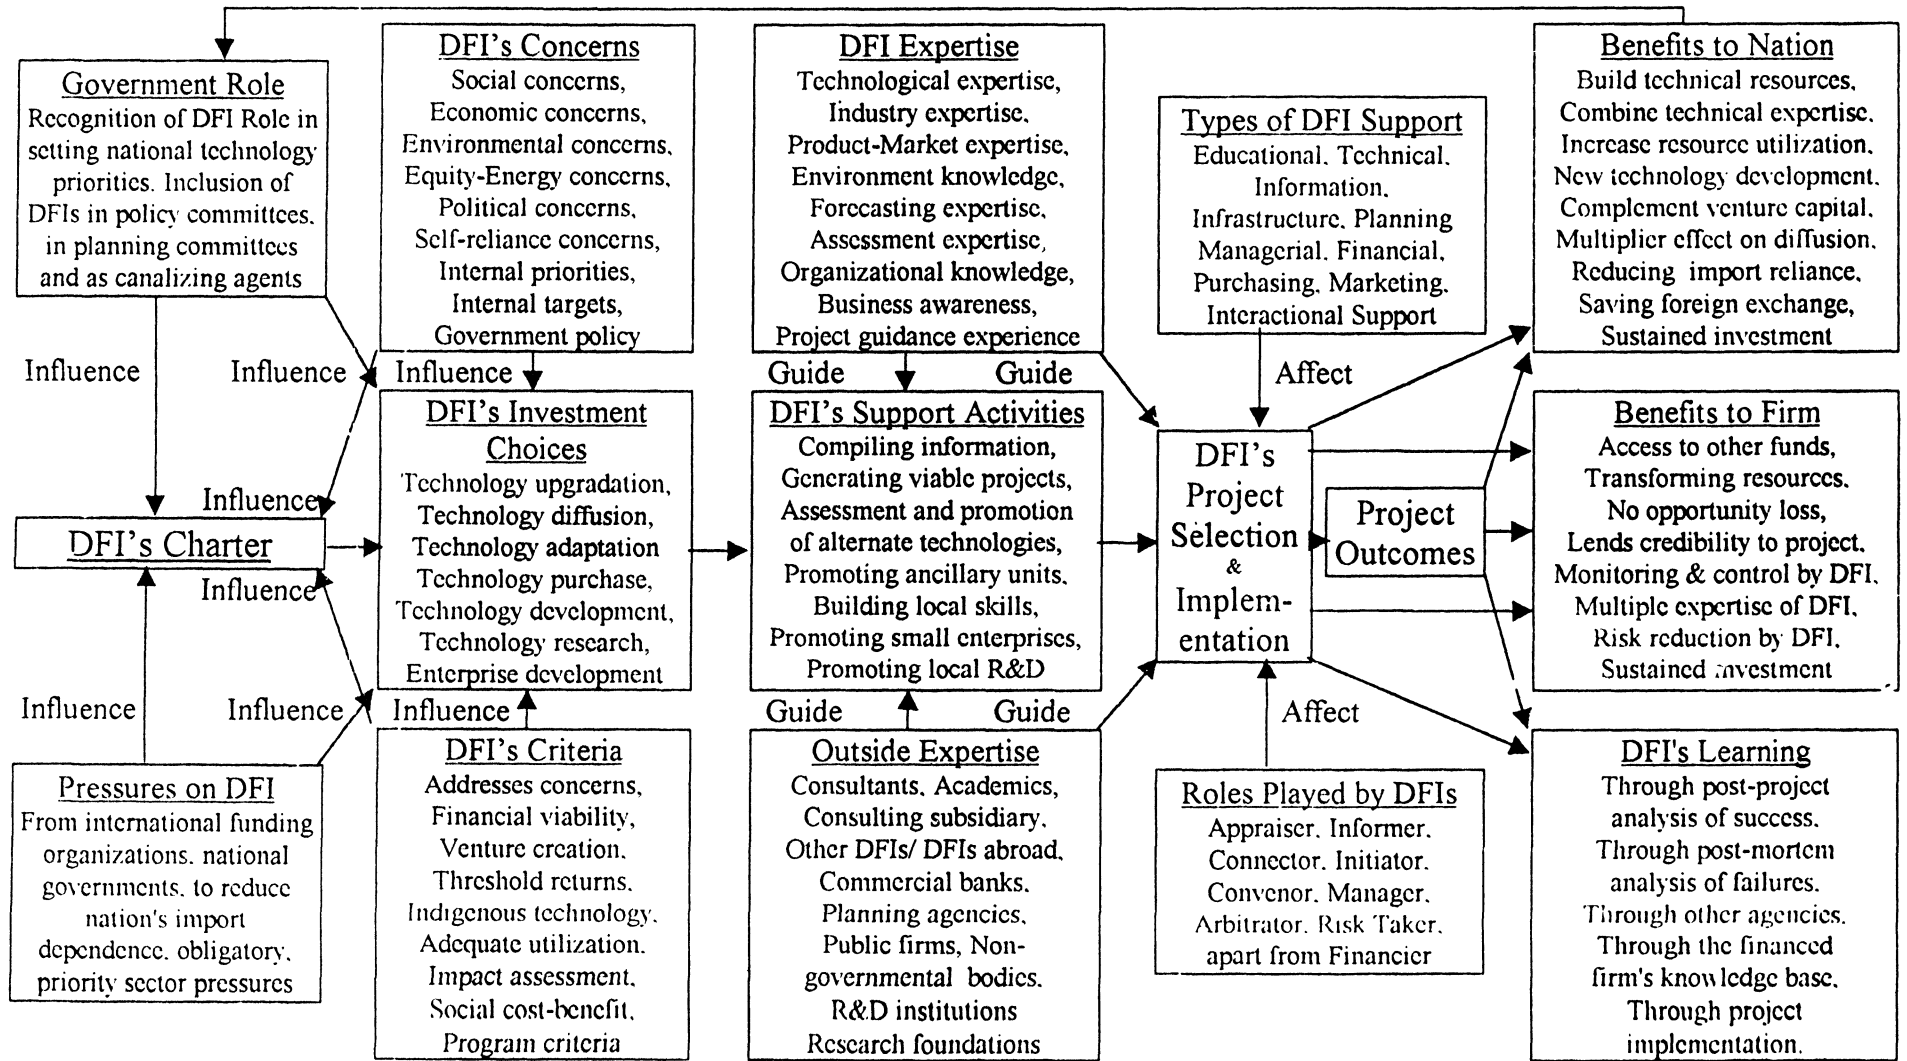 Government Role
Recognition of DFI Role in
setting national technology
priorities. Inclusion of
DFIs in policy committees.
in planning committees
and as canalizing agents
Influence
Influence
DFI's Charter
Influence
Influence
Influence
Influence
Pressures on DFI
From international funding
organizations. national
governments. to reduce
nation's import
dependence. obligatory.
priority sector pressures
DFI's Concerns
Social concerns,
Economic concerns,
Environmental concerns,
Equity-Energy concerns,
Political concerns,
Self-reliance concerns,
Internal priorities,
Internal targets,
Government policy
Influence
DFI's Investment
Choices
Technology upgradation,
Technology diffusion,
Technology adaptation
Technology purchase,
Technology development,
Technology research,
Enterprise development
Influence
DFI's Criteria
Addresses concerns,
Financial viability,
Venture creation.
Threshold returns.
Indigenous technology.
Adequate utilization.
Impact assessment.
Social cost-benefit.
Program criteria
DFI Expertise
Technological expertise,
Industry expertise.
Product-Market expertise,
Environment knowledge,
Forecasting expertise,
Assessment expertise,
Organizational knowledge,
Business awareness,
Project guidance experience
Guide
Guide
DFI's Support Activities
Compiling information,
Generating viable projects,
Assessment and promotion
of alternate technologies,
Promoting ancillary units.
Building local skills,
Promoting small enterprises,
Promoting local R&D
Guide
Guide
Outside Expertise
Consultants. Academics,
Consulting subsidiary.
Other DFIs/ DFIs abroad.
Commercial banks.
Planning agencies.
Public firms, Non-
governmental bodies.
R&D institutions
Research foundations
Types of DFI Support
Educational. Technical.
Information.
Infrastructure. Planning
Managerial. Financial.
Purchasing. Marketing.
Interactional Support
Affect
DFI's
Project
Selection
&
Implem-
entation
Affect
Roles Played by DFIs
Appraiser. Informer.
Connector. Initiator.
Convenor. Manager.
Arbitrator. Risk Taker.
apart from Financier
Project
Outcomes
Benefits to Nation
Build technical resources,
Combine technical expertise.
Increase resource utilization.
New technology development.
Complement venture capital.
Multiplier effect on diffusion.
Reducing import reliance.
Saving foreign exchange,
Sustained investment
Benefits to Firm
Access to other funds,
Transforming resources.
No opportunity loss,
Lends credibility to project.
Monitoring & control by DFI.
Multiple expertise of DFI.
Risk reduction by DFI.
Sustained investment
DFI's Learning
Through post-project
analysis of success.
Through post-mortem
analysis of failures.
Through other agencies.
Through the financed
firm's knowledge base.
Through project
implementation.